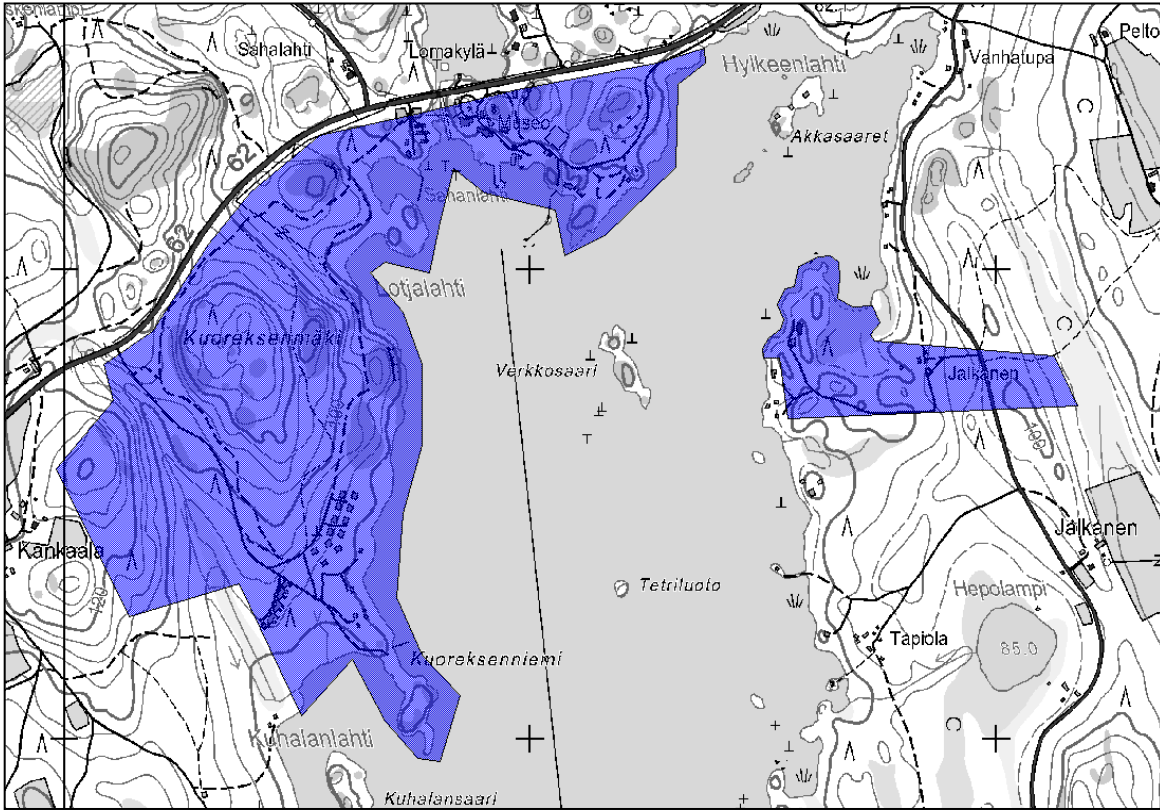 Sahalahti
Lomakylä
Hylkeenlahti
Vanhatupa
Pelto
Akkasaaret
Museo
62
62
Sahanlahti
Lotjalahti
Kuoreksenmäki
Verkkosaari
Jalkanen
100
Kankaala
120
Jalkanen
Tetriluoto
Hepolampi
Tapiola
85.0
Kuoreksenniemi
Kuhalanlahti
Kuhalansaari